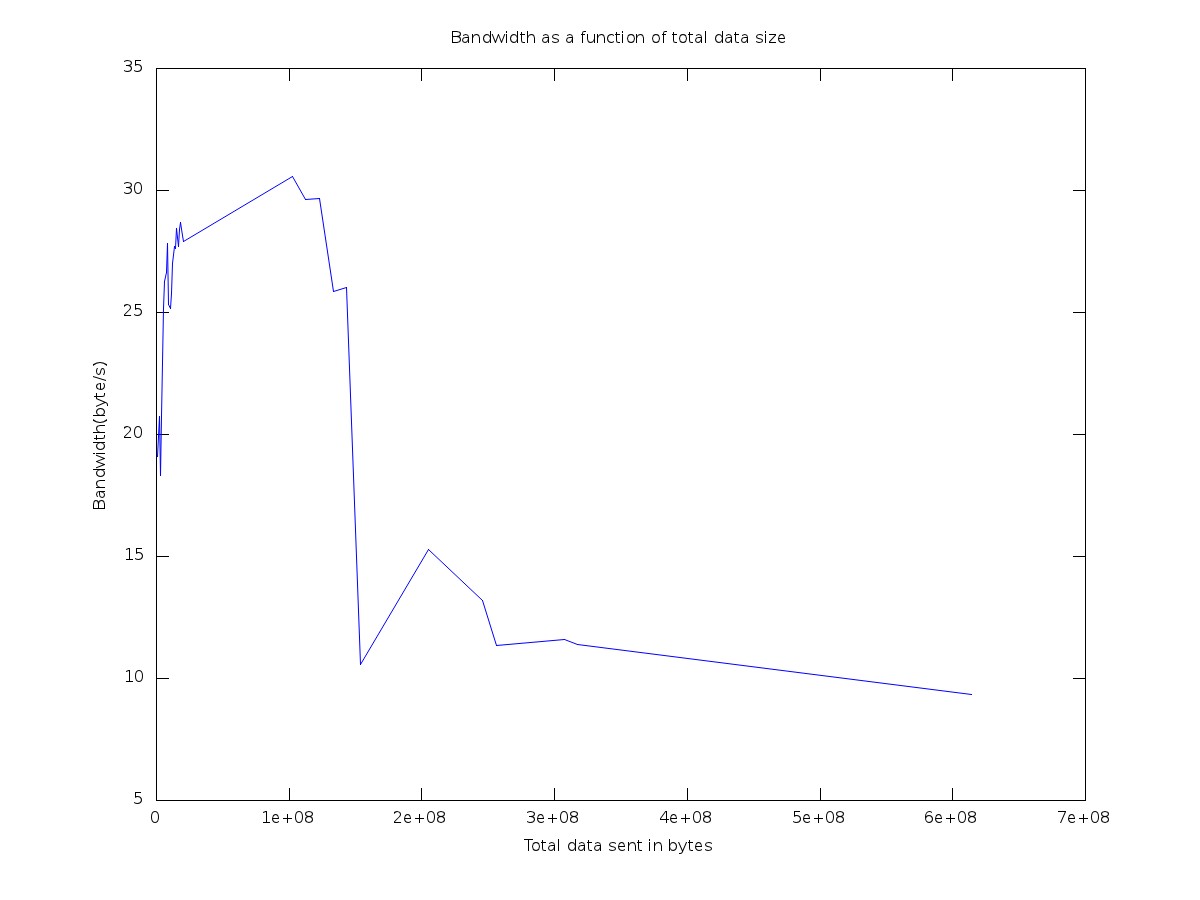 Bandwidth as a function of total data size
35
30
25
20
15
10
5
Bandwidth(byte/s)
0 1e+08 2e+08 3e+08 4e+08 5e+08 6e+08 7e+08
Total data sent in bytes